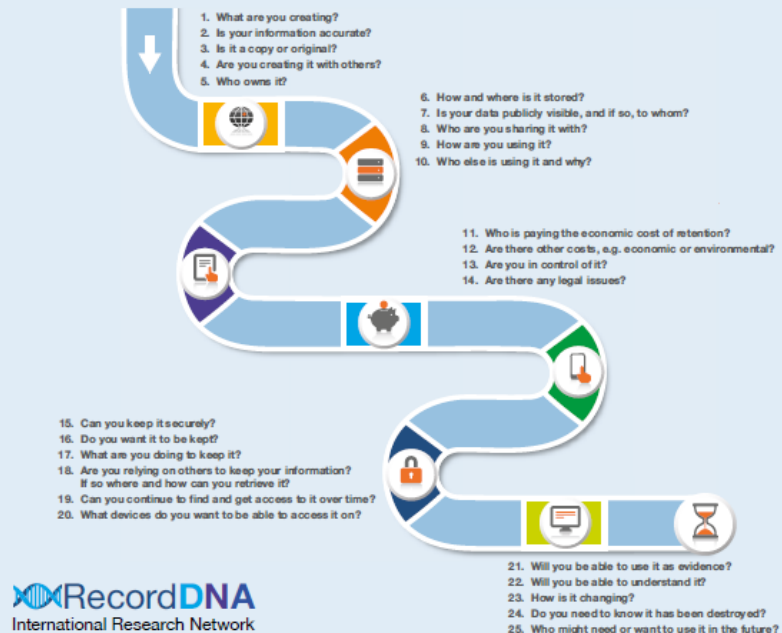 1. What are you creating?
2. Is your information accurate?
3. Is it a copy or original?
4. Are you creating it with others?
5. Who owns it?
6. How and where is it stored?
7. Is your data publicly visible, and if so, to whom?
8. Who are you sharing it with?
9. How are you using it?
10. Who else is using it and why?
11. Who is paying the economic cost of retention?
12. Are there other costs, e.g. economic or environmental?
13. Are you in control of it?
14. Are there any legal issues?
15. Can you keep it securely?
16. Do you want it to be kept?
17. What are you doing to keep it?
18. Are you relying on others to keep your information?
If so where and how can you retrieve it?
19. Can you continue to find and get access to it over time?
20. What devices do you want to be able to access it on?
21. Will you be able to use it as evidence?
22. Will you be able to understand it?
23. How is it changing?
24. Do you need to know it has been destroyed?
25. Who might need or want to use it in the future?
RecordDNA
International Research Network